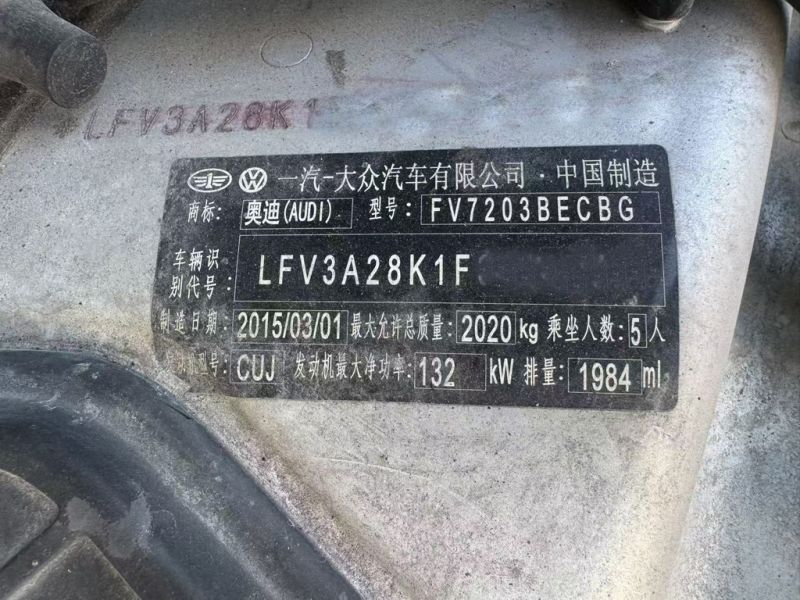 *LFV3A28K1
一汽-大众汽车有限公司·中国制造
商标: 奥迪(AUDI) 型号: FV7203BECBG
车辆识别代号: LFV3A28K1F
制造日期: 2015/03/01 最大允许总质量: 2020 kg 乘坐人数: 5 人
机型号: CUJ 发动机最大净功率: 132 kW 排量: 1984 ml